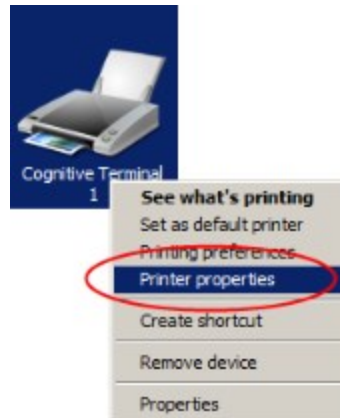 Cognitive Terminal
1
See what's printing
Set as default printer
Printing preferences
Printer properties
Create shortcut
Remove device
Properties